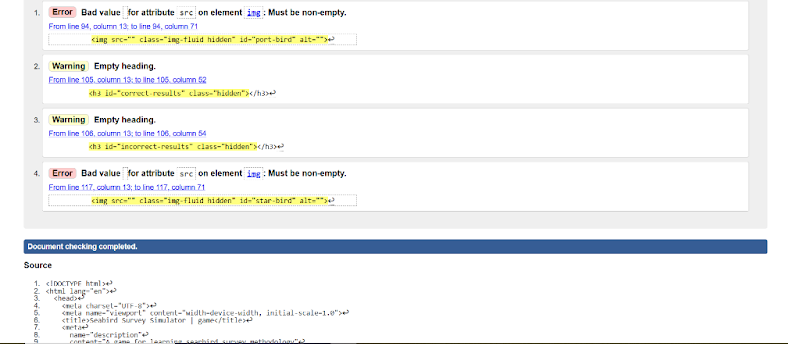 1. Error Bad value for attribute src on element img: Must be non-empty.
From line 94, column 13; to line 94, column 71
<img src="" class="img-fluid hidden" id="port-bird" alt="">↩
2. Warning Empty heading.
From line 105, column 13; to line 105, column 52
<h3 id="correct-results" class="hidden"></h3>↩
3. Warning Empty heading.
From line 106, column 13; to line 106, column 54
<h3 id="incorrect-results" class="hidden"></h3>↩
4. Error Bad value for attribute src on element img: Must be non-empty.
From line 117, column 13; to line 117, column 71
<img src="" class="img-fluid hidden" id="star-bird" alt="">↩
Document checking completed.
Source
1. <!DOCTYPE html>↩
2. <html lang="en">↩
3. <head>↩
4. <meta charset="UTF-8">↩
5. <meta name="viewport" content="width=device-width, initial-scale=1.0">↩
6. <title>Seabird Survey Simulator | game</title>↩
7. <meta↩
8. name="description"↩
9. content="A game for learning seabird survey methodology"↩